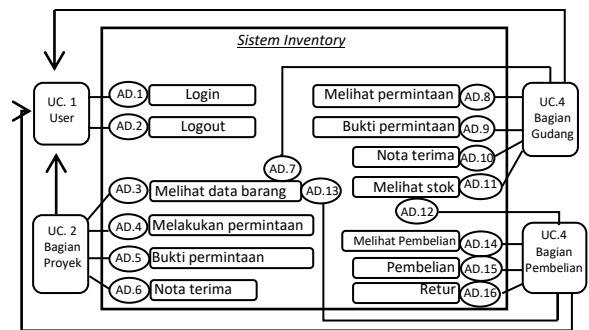 Sistem Inventory
UC. 1
User
AD.1
Login
AD.2
Logout
AD.7
AD.3
Melihat data barang
AD.13
UC. 2
Bagian
Proyek
AD.4
Melakukan permintaan
AD.5
Bukti permintaan
AD.6
Nota terima
Melihat permintaan
AD.8
Bukti permintaan
AD.9
Nota terima
AD.10
Melihat stok
AD.11
UC.4
Bagian
Gudang
AD.12
Melihat Pembelian
AD.14
Pembelian
AD.15
Retur
AD.16
UC.4
Bagian
Pembelian